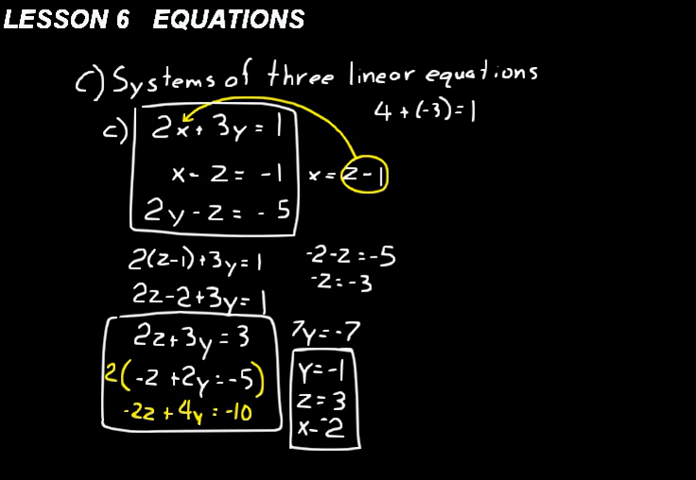 LESSON 6 EQUATIONS
C) Systems of three linear equations
4 + (-3) = 1
c) 2x + 3y = 1
x - z = -1 x = z - 1
2y - z = -5
2(z-1) + 3y = 1
2z - 2 + 3y = 1
2z + 3y = 3
2(-z + 2y = -5)
-2z + 4y = -10
-2 - z = -5
-z = -3
7y = -7
y = -1
z = 3
x = 2